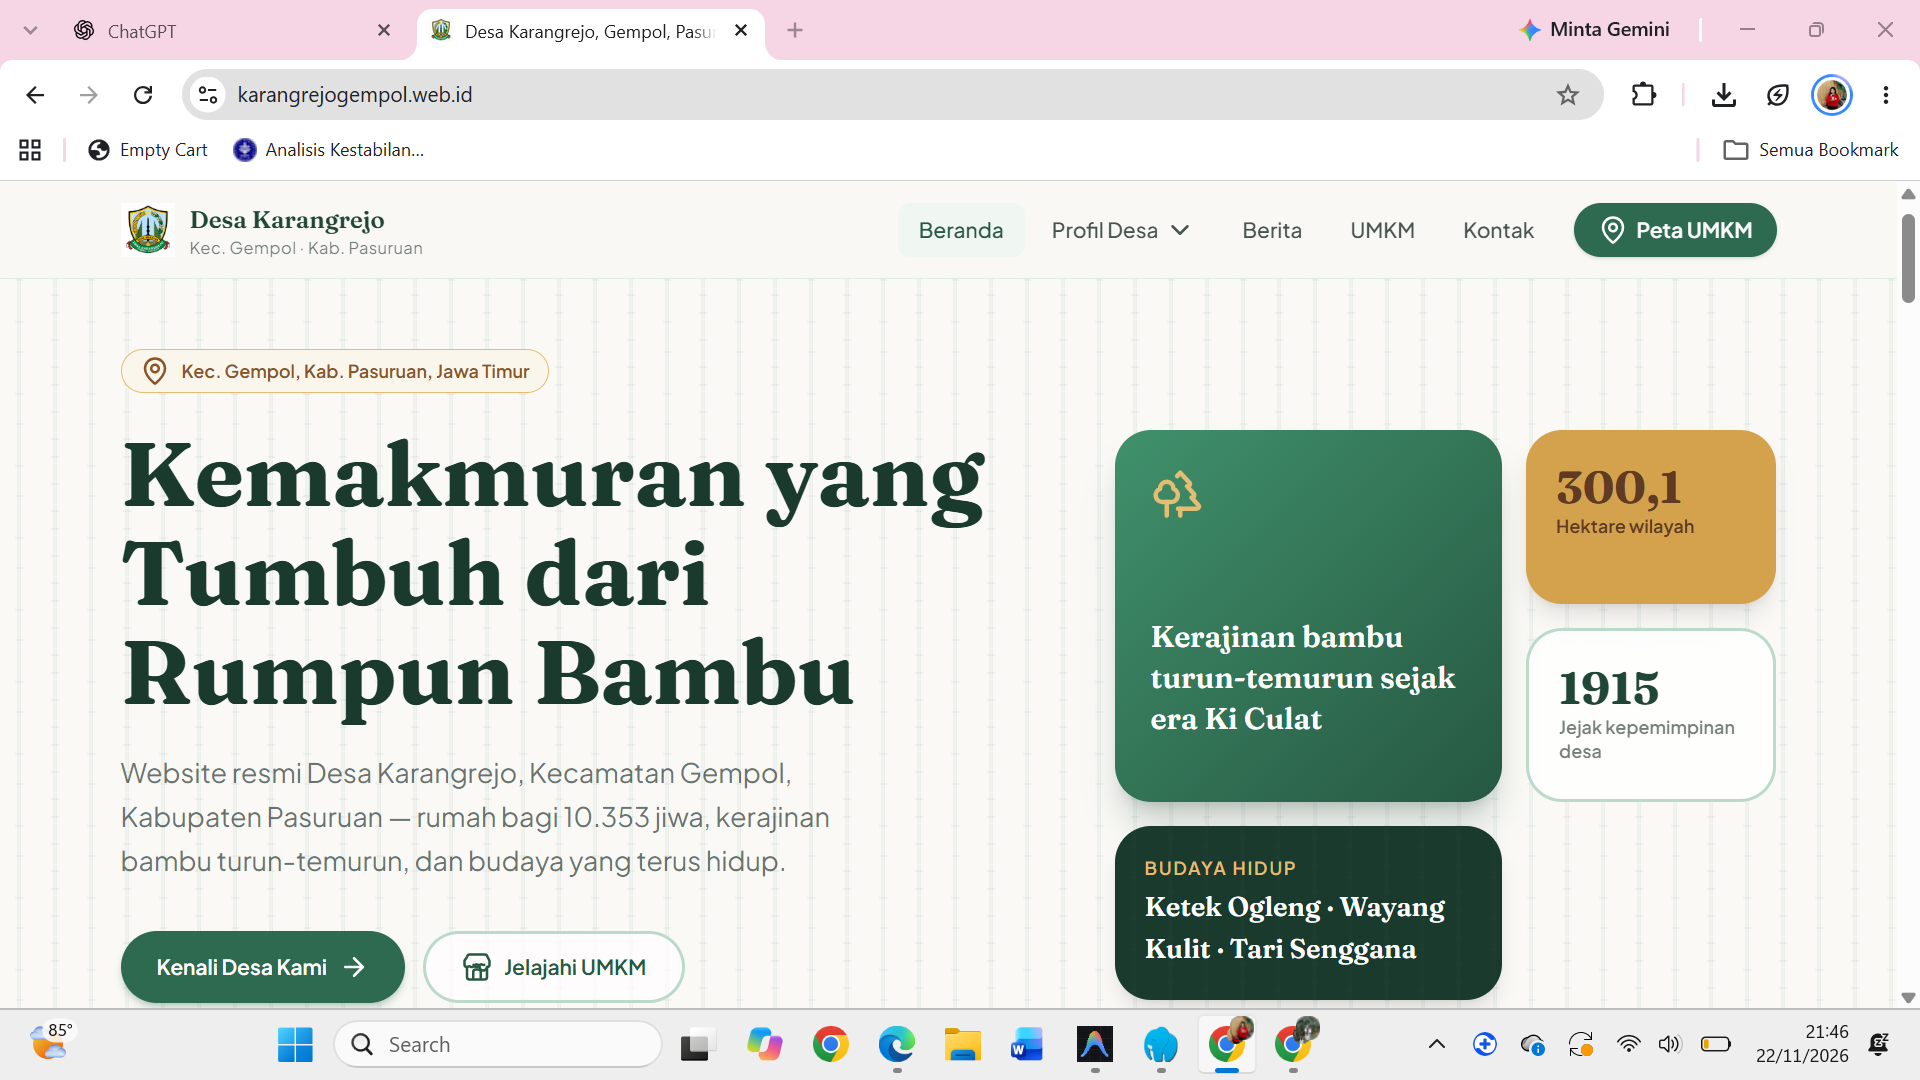 ChatGPT
Desa Karangrejo, Gempol, Pasu
Minta Gemini
karangrejogempol.web.id
Empty Cart
Analisis Kestabilan...
Semua Bookmark
Desa Karangrejo
Kec. Gempol · Kab. Pasuruan
Beranda
Profil Desa
Berita
UMKM
Kontak
Peta UMKM
Kec. Gempol, Kab. Pasuruan, Jawa Timur
Kemakmuran yang
Tumbuh dari
Rumpun Bambu
Website resmi Desa Karangrejo, Kecamatan Gempol,
Kabupaten Pasuruan — rumah bagi 10.353 jiwa, kerajinan
bambu turun-temurun, dan budaya yang terus hidup.
Kenali Desa Kami
Jelajahi UMKM
Kerajinan bambu
turun-temurun sejak
era Ki Culat
300,1
Hektare wilayah
1915
Jejak kepemimpinan
desa
BUDAYA HIDUP
Ketek Ogleng · Wayang
Kulit · Tari Senggana
85°
Search
21:46
22/11/2026